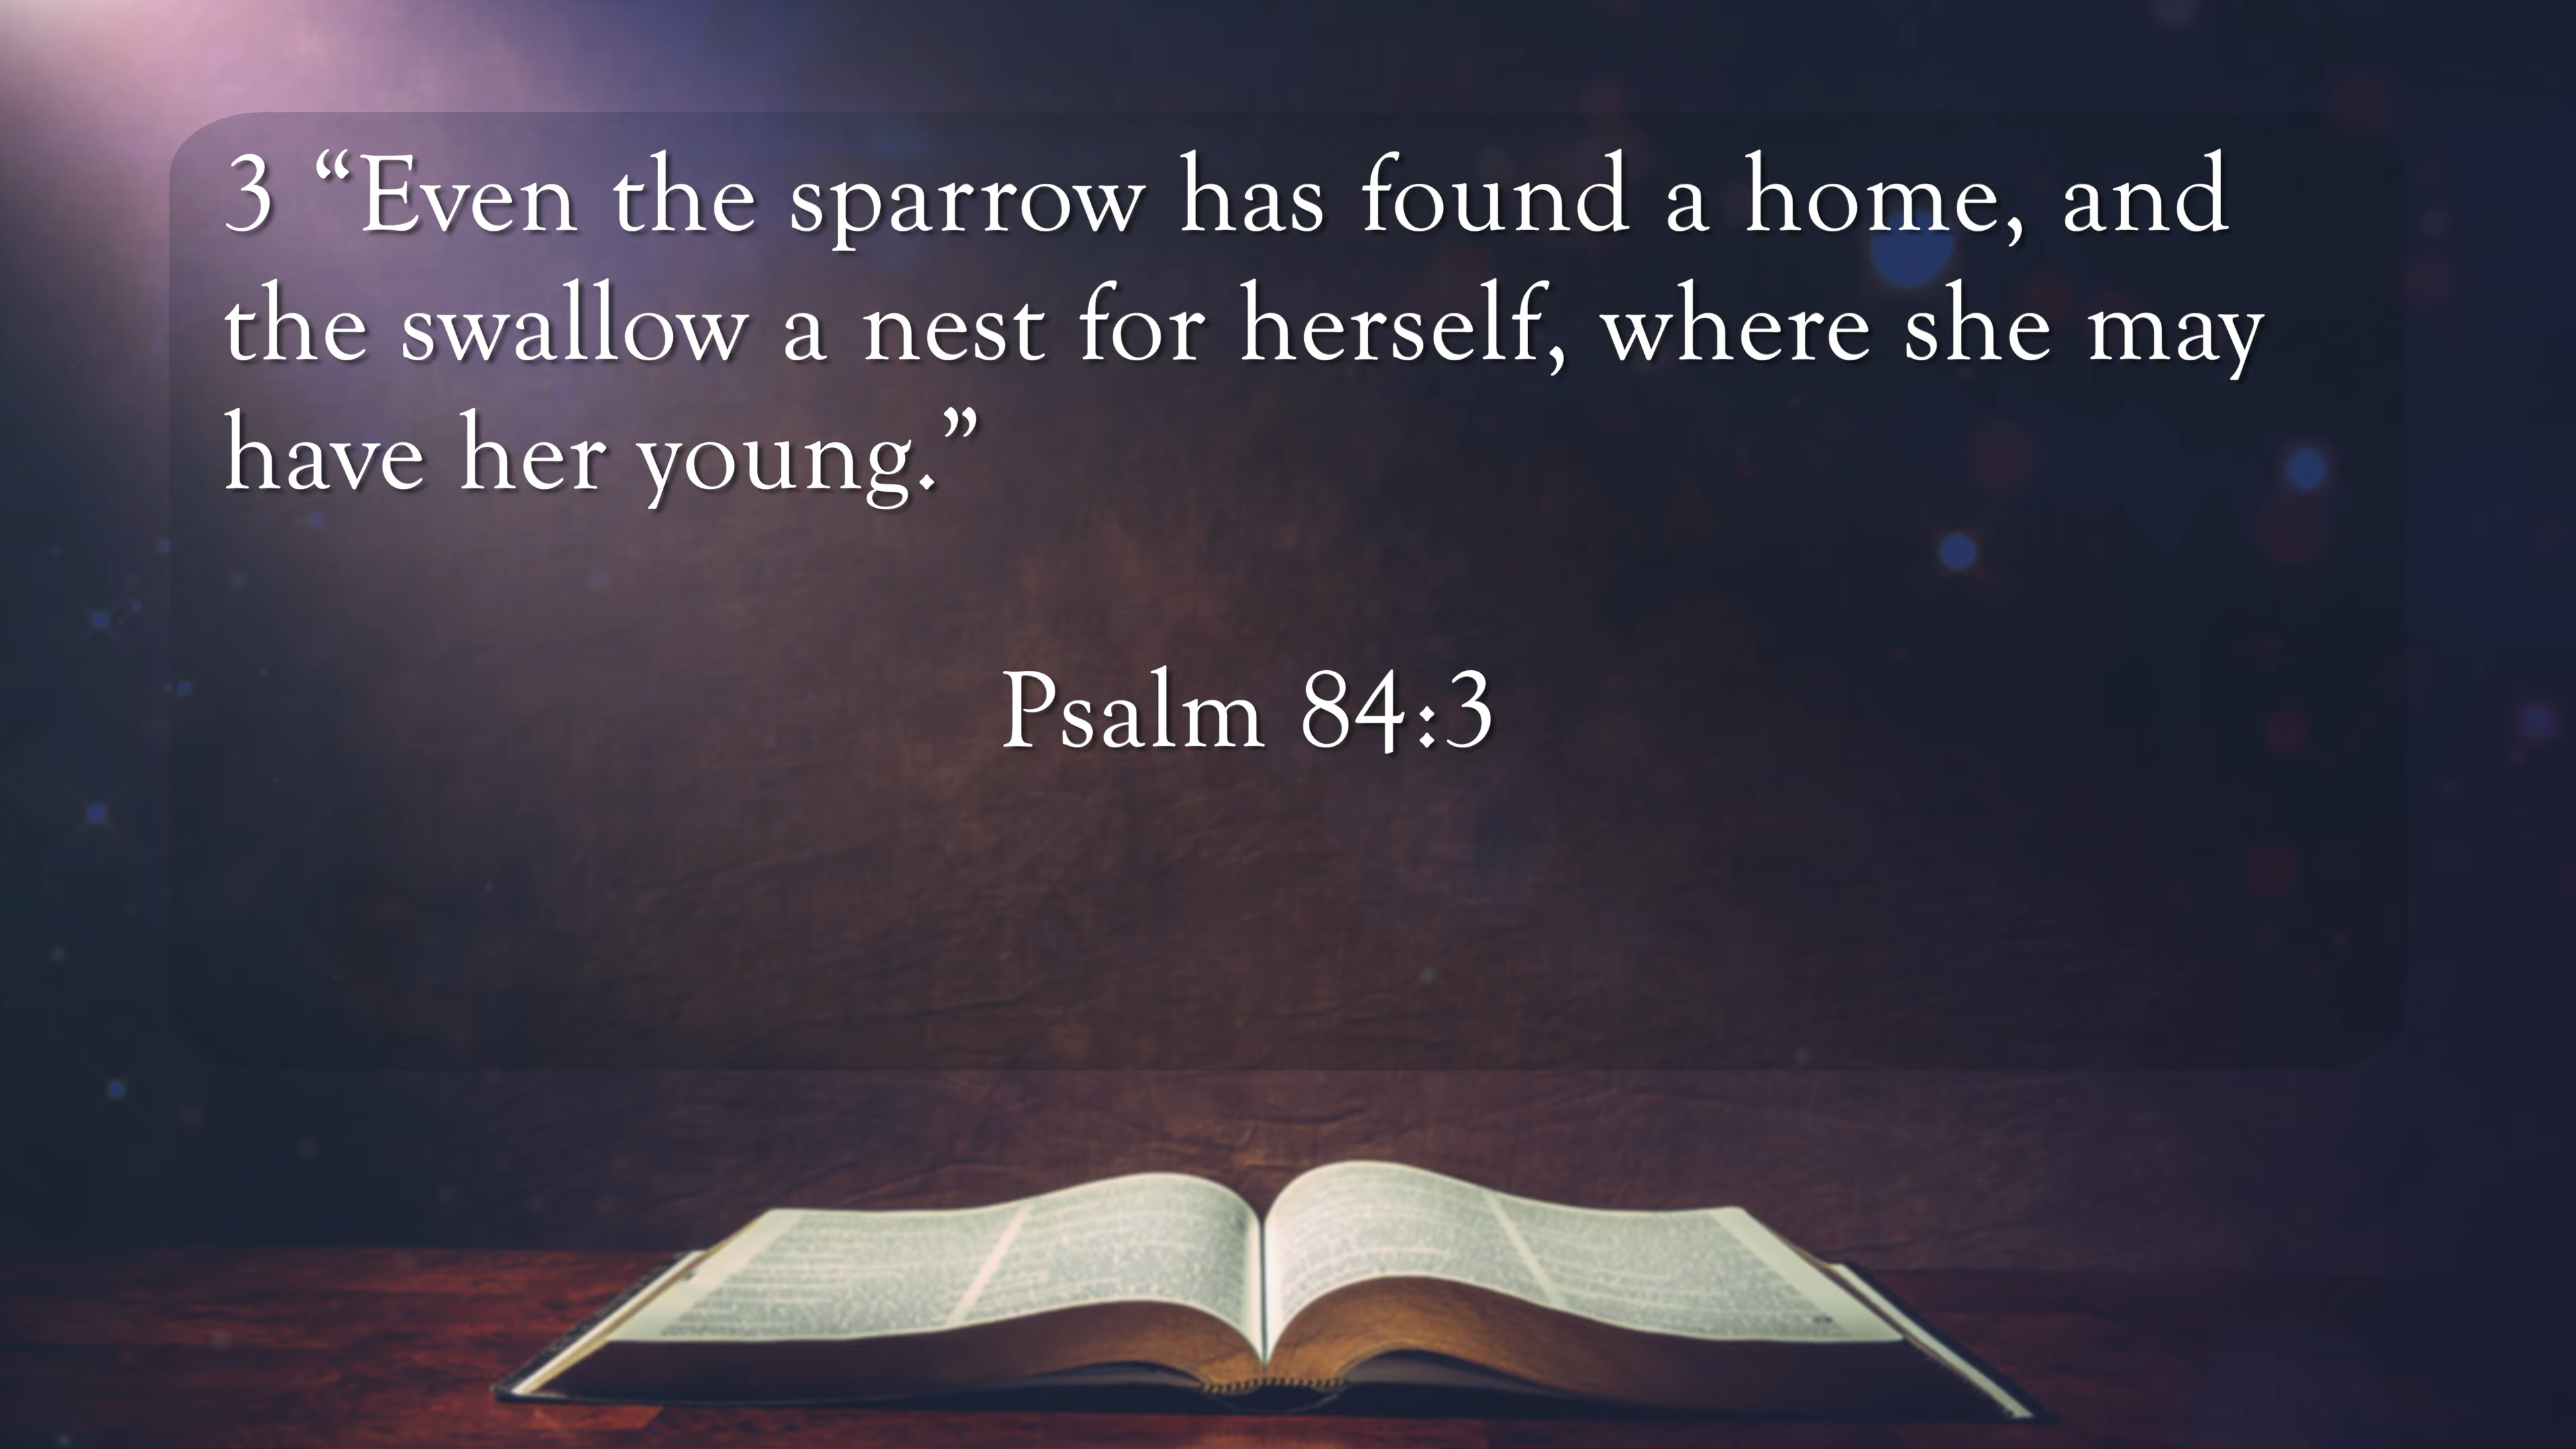 3 “Even the sparrow has found a home, and
the swallow a nest for herself, where she may
have her young.”
Psalm 84:3